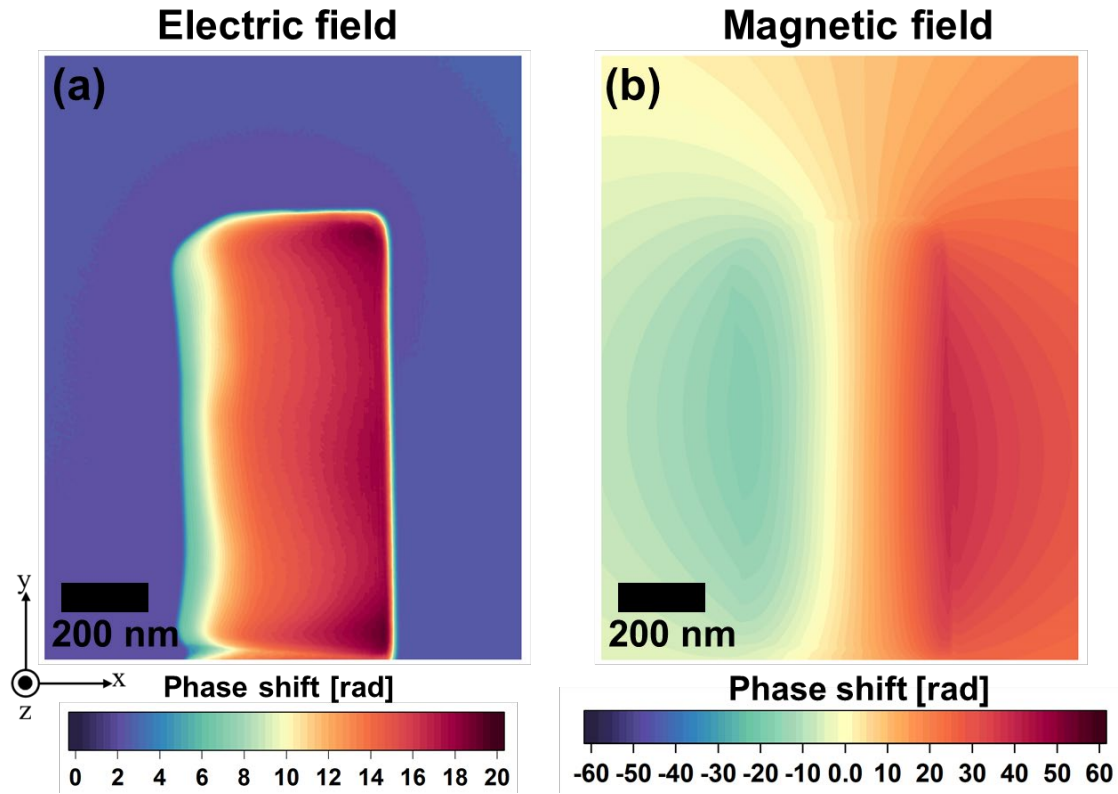 Electric field
Magnetic field
(a)
(b)
y
200 nm
200 nm
x
z
Phase shift [rad]
Phase shift [rad]
0 2 4 6 8 10 12 14 16 18 20
-60 -50 -40 -30 -20 -10 0.0 10 20 30 40 50 60